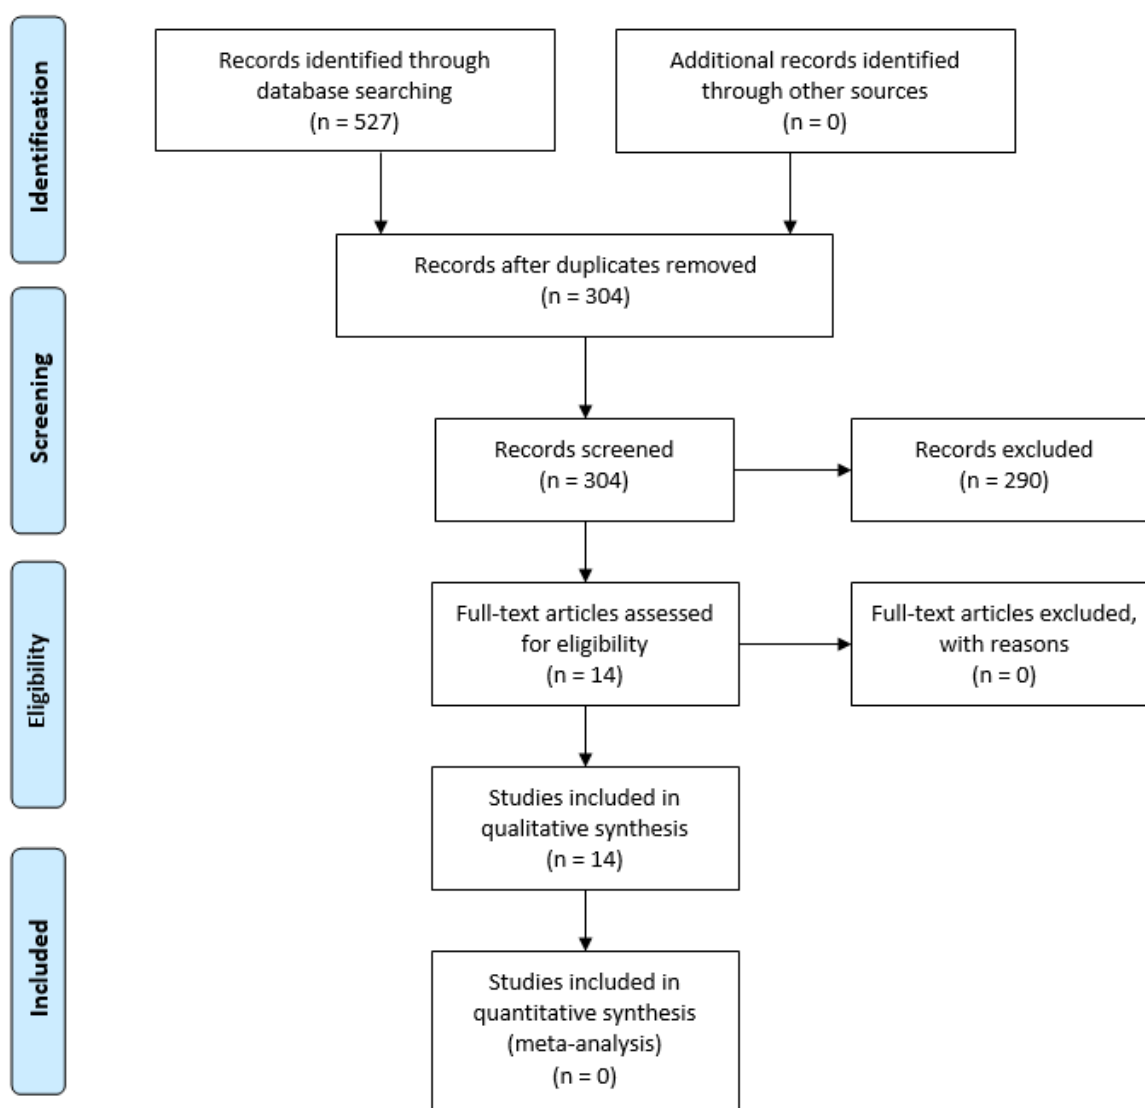 Identification
Records identified through
database searching
(n = 527)
Additional records identified
through other sources
(n = 0)
Records after duplicates removed
(n = 304)
Screening
Records screened
(n = 304)
Records excluded
(n = 290)
Eligibility
Full-text articles assessed
for eligibility
(n = 14)
Full-text articles excluded,
with reasons
(n = 0)
Studies included in
qualitative synthesis
(n = 14)
Included
Studies included in
quantitative synthesis
(meta-analysis)
(n = 0)